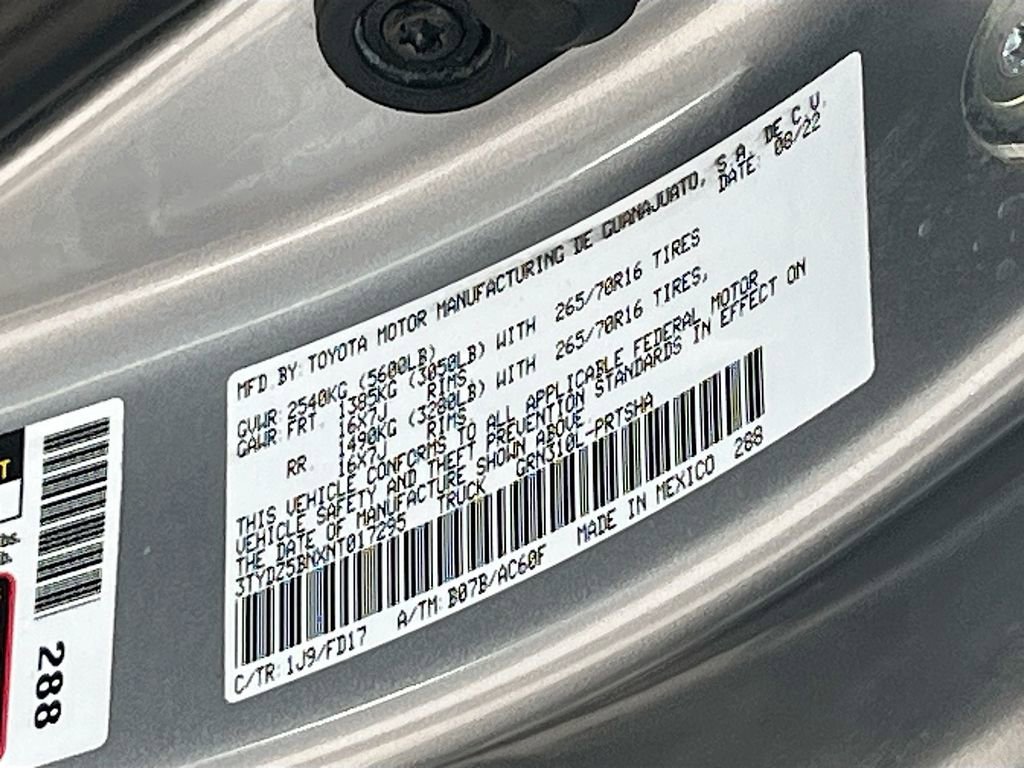 MFD. BY: TOYOTA MOTOR MANUFACTURING DE GUANAJUATO, S.A. DE C.V.
DATE: 08/22
GVWR: 2540KG (5600LB)
GAWR: FRT. 1385KG (3050LB) WITH 265/70R16 TIRES
16X7J RIMS
RR. 1490KG (3280LB) WITH 265/70R16 TIRES,
16X7J RIMS
THIS VEHICLE CONFORMS TO ALL APPLICABLE FEDERAL MOTOR
VEHICLE SAFETY AND THEFT PREVENTION STANDARDS IN EFFECT ON
THE DATE OF MANUFACTURE SHOWN ABOVE.
3TYDZ5BNXNT017295 TRUCK GRN310L-PRTSHA
C/TR: 1J9/FD17 A/TM: B07B/AC60F MADE IN MEXICO 288
T
bs.
b.
288